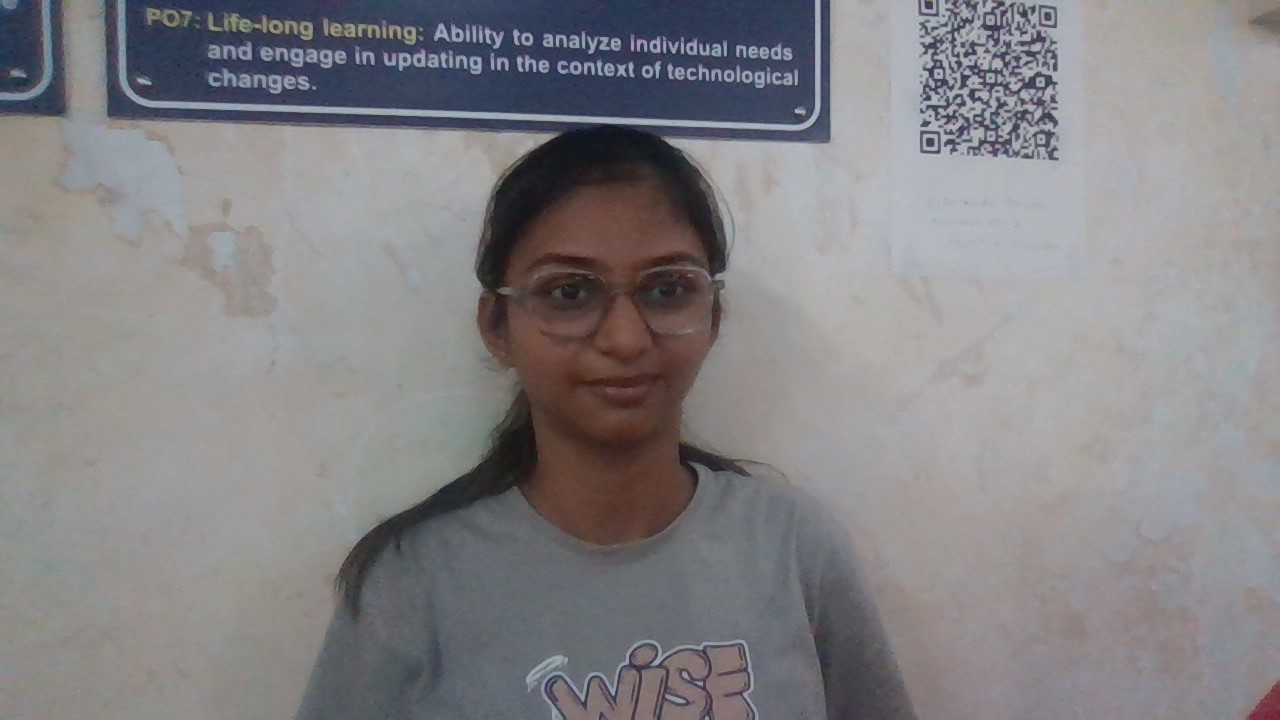 PO7: Life-long learning: Ability to analyze individual needs
and engage in updating in the context of technological
changes.
WISE